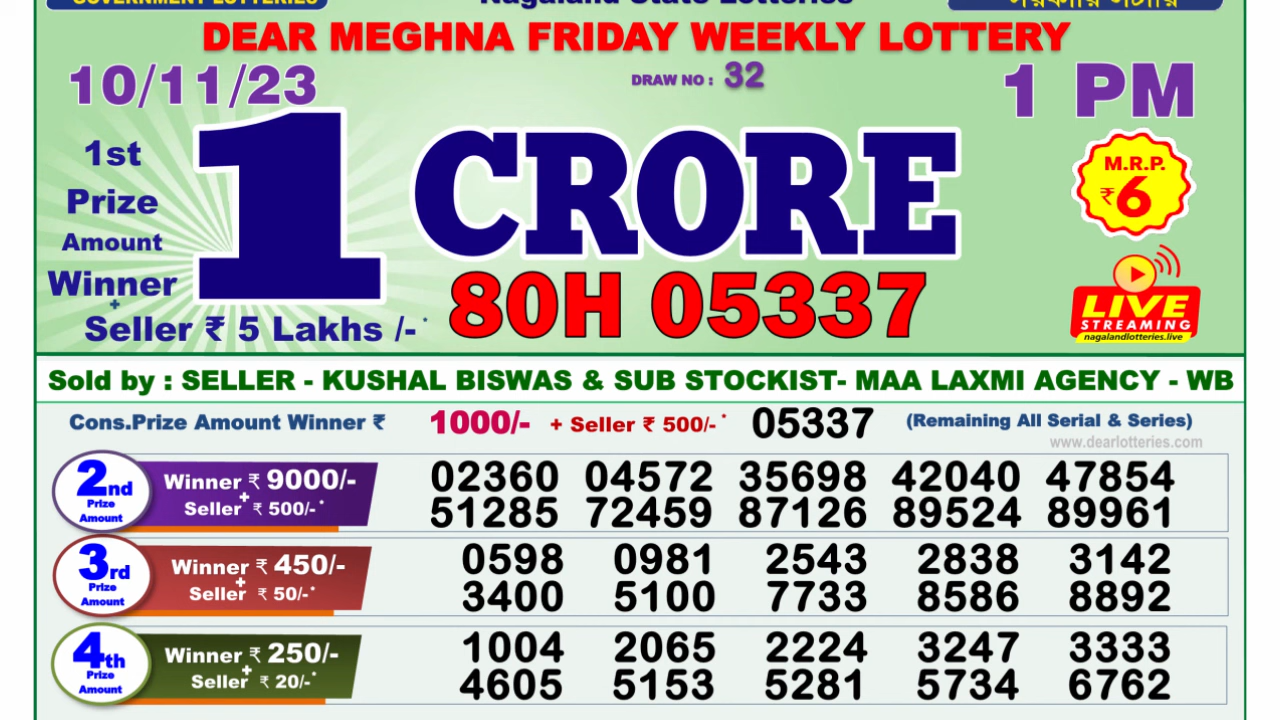 GOVERNMENT LOTTERIES
Nagaland State Lotteries
DEAR MEGHNA FRIDAY WEEKLY LOTTERY
10/11/23
DRAW NO : 32
1 PM
1st
Prize
Amount
Winner
+
Seller ₹ 5 Lakhs /-*
1 CRORE
80H 05337
M.R.P.
₹6
LIVE
STREAMING
nagalandlotteries.live
Sold by : SELLER - KUSHAL BISWAS & SUB STOCKIST- MAA LAXMI AGENCY - WB
Cons.Prize Amount Winner ₹ 1000/- + Seller ₹ 500/-* 05337 (Remaining All Serial & Series)
www.dearlotteries.com
2nd
Prize
Amount
Winner ₹ 9000/-
+
Seller ₹ 500/-*
02360 04572 35698 42040 47854
51285 72459 87126 89524 89961
3rd
Prize
Amount
Winner ₹ 450/-
+
Seller ₹ 50/-*
0598 0981 2543 2838 3142
3400 5100 7733 8586 8892
4th
Prize
Amount
Winner ₹ 250/-
+
Seller ₹ 20/-*
1004 2065 2224 3247 3333
4605 5153 5281 5734 6762